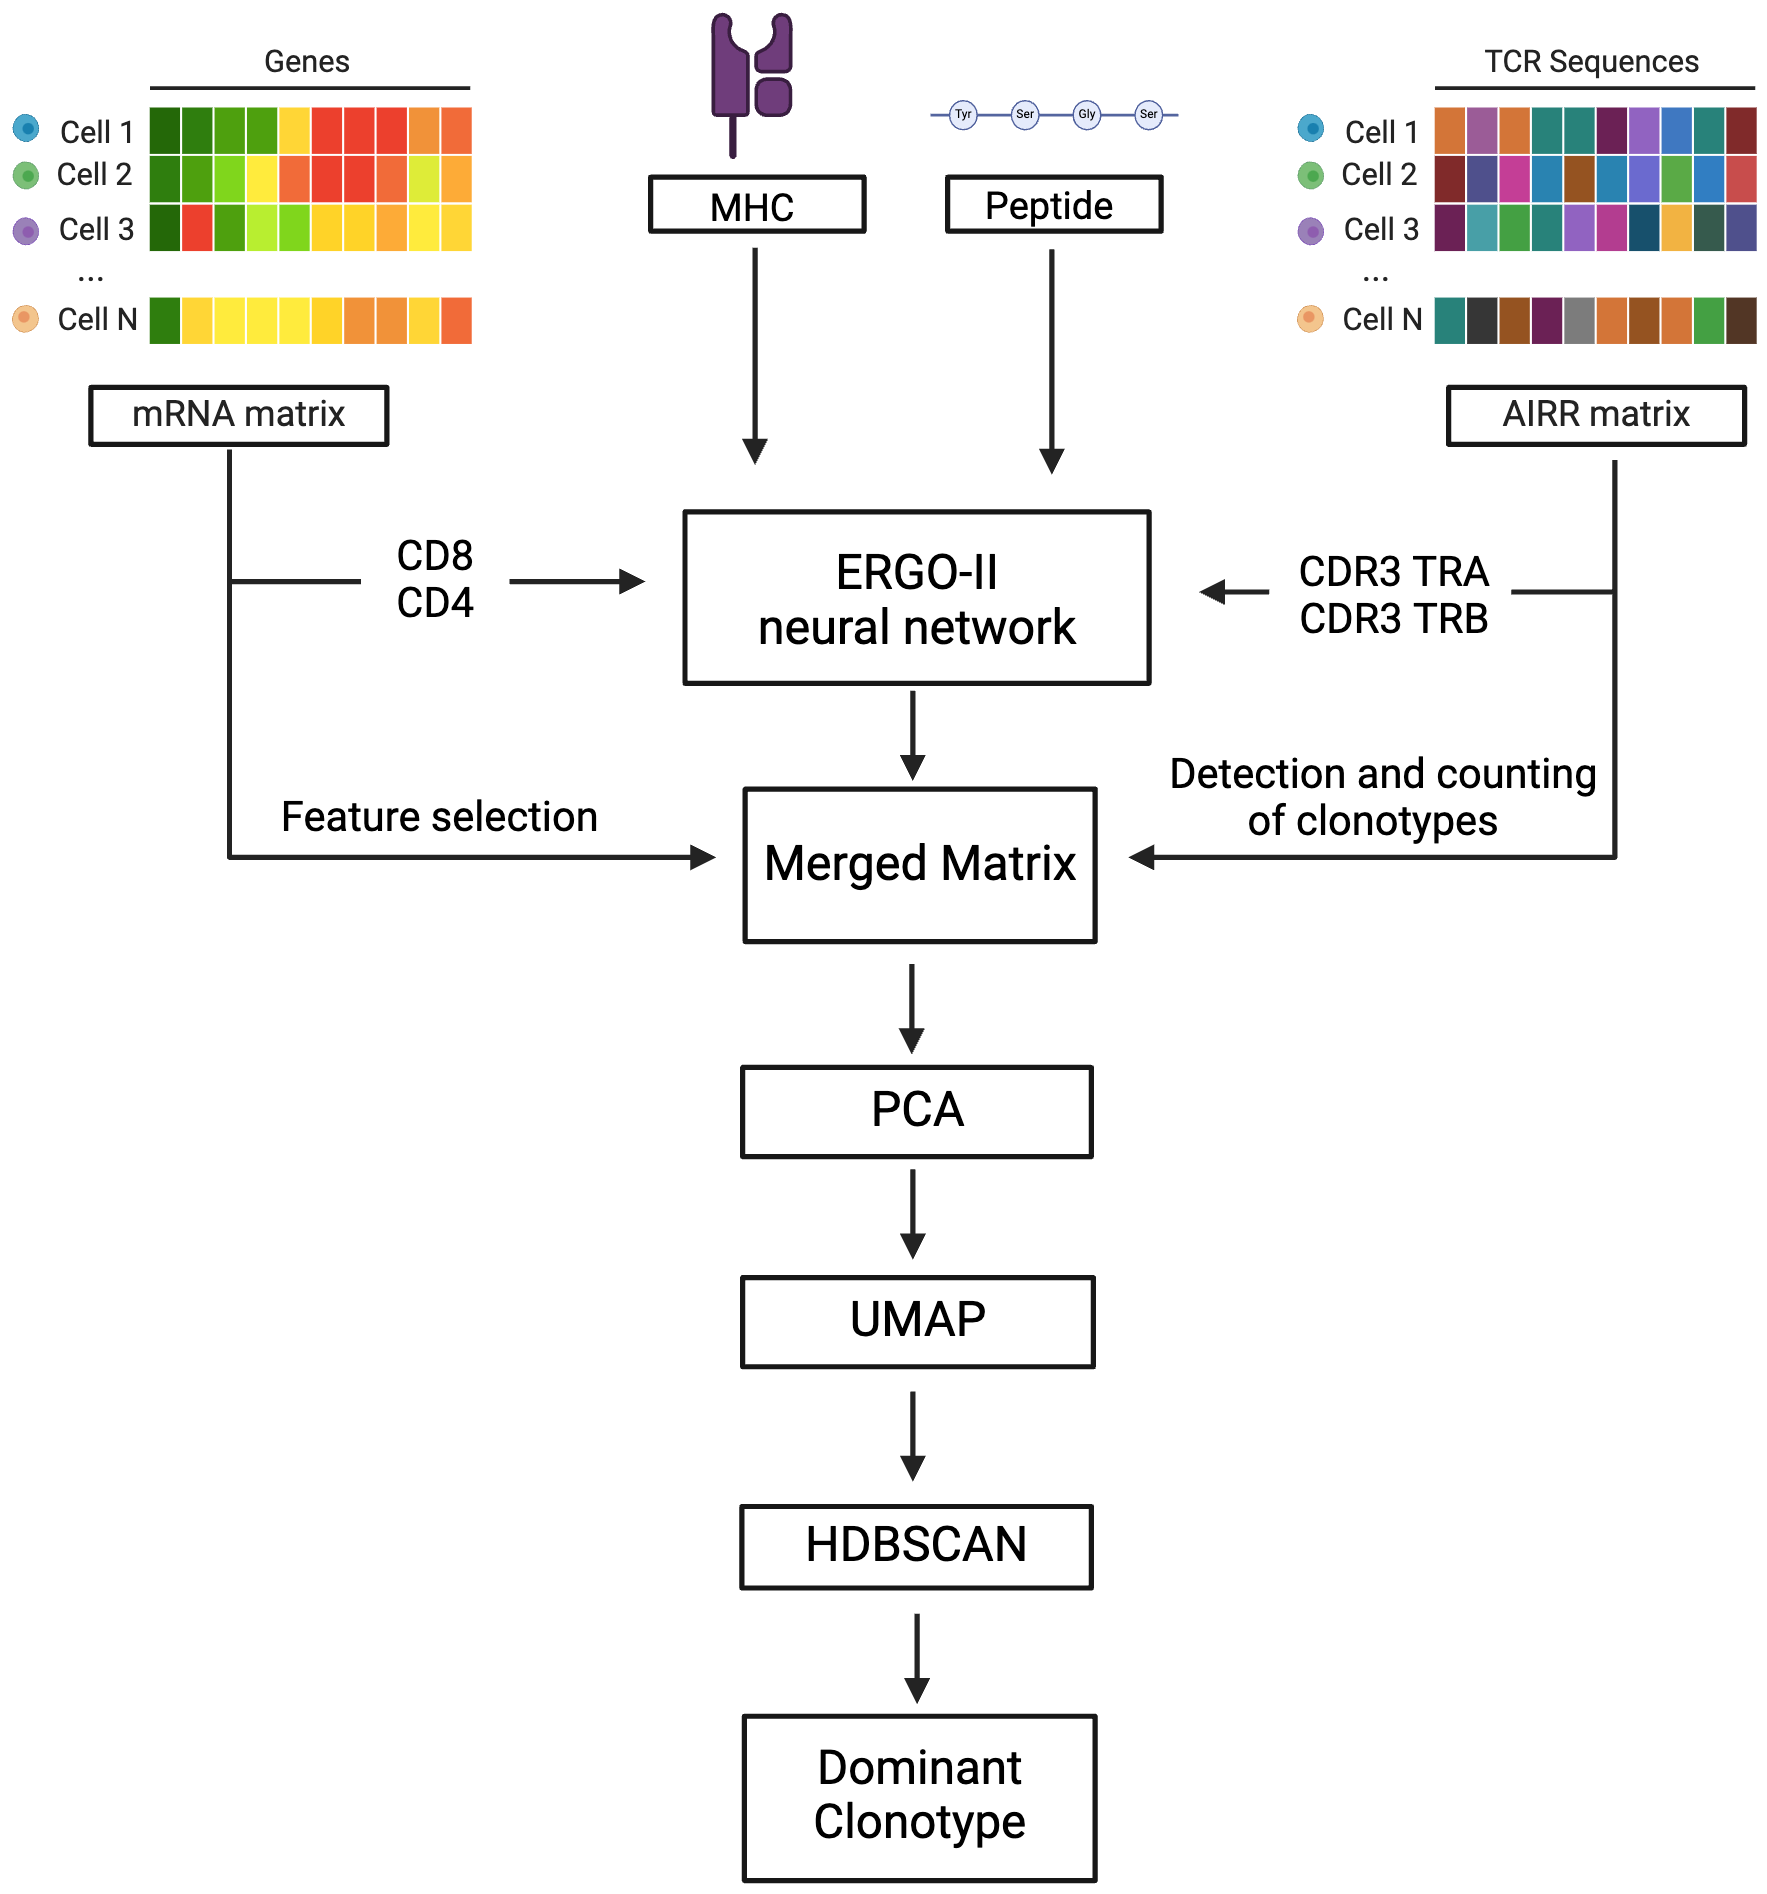 Genes
Cell 1
Cell 2
Cell 3
...
Cell N
mRNA matrix
MHC
Tyr Ser Gly Ser
Peptide
TCR Sequences
Cell 1
Cell 2
Cell 3
...
Cell N
AIRR matrix
CD8
CD4
ERGO-II
neural network
CDR3 TRA
CDR3 TRB
Feature selection
Merged Matrix
Detection and counting
of clonotypes
PCA
UMAP
HDBSCAN
Dominant
Clonotype